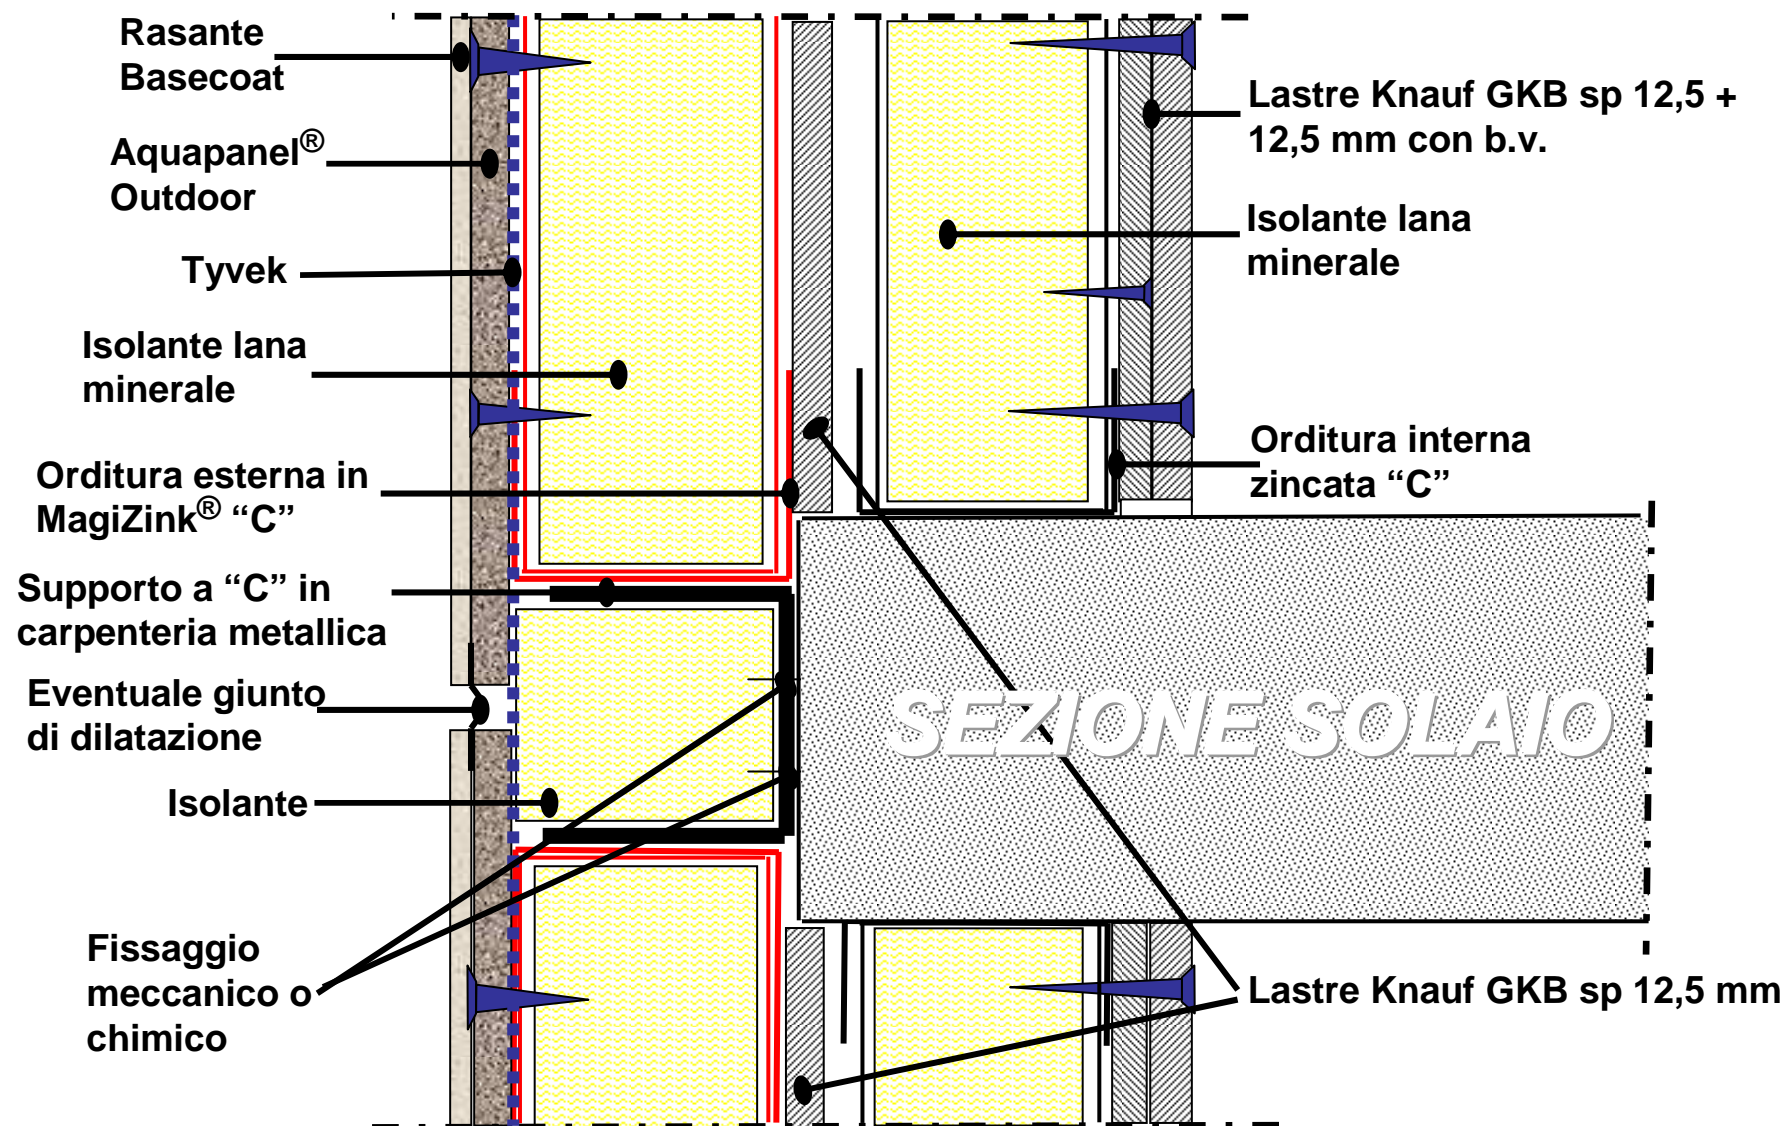 Rasante
Basecoat
Aquapanel®
Outdoor
Tyvek
Isolante lana
minerale
Orditura esterna in
MagiZink® “C”
Supporto a “C” in
carpenteria metallica
Eventuale giunto
di dilatazione
Isolante
Fissaggio
meccanico o
chimico
Lastre Knauf GKB sp 12,5 +
12,5 mm con b.v.
Isolante lana
minerale
Orditura interna
zincata “C”
SEZIONE SOLAIO
Lastre Knauf GKB sp 12,5 mm